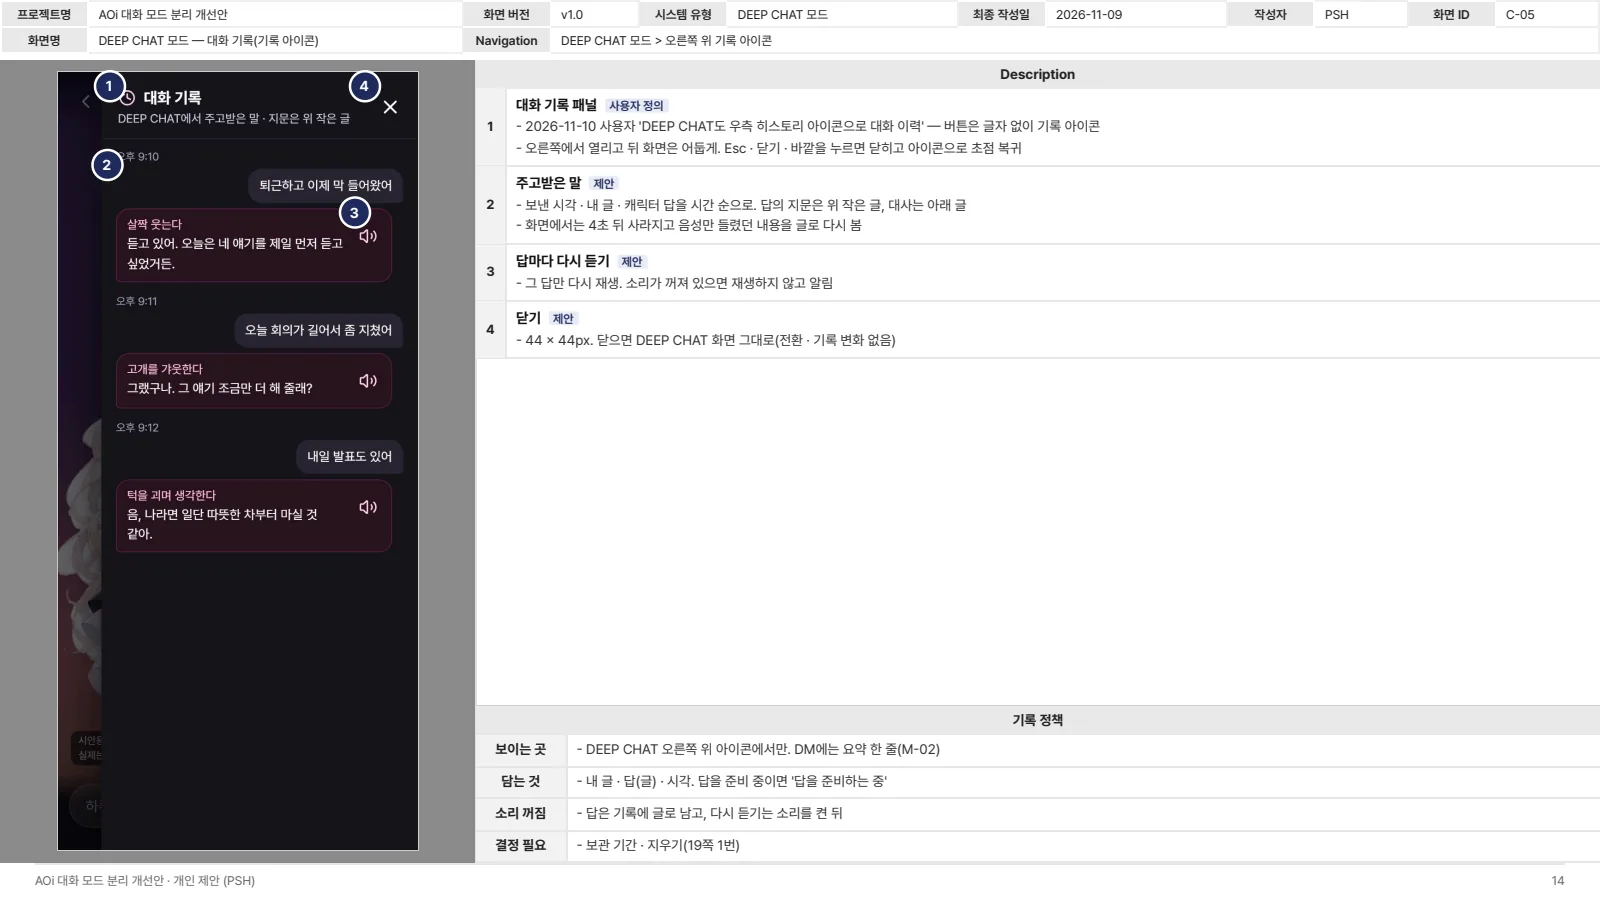 프로젝트명 AOi 대화 모드 분리 개선안 화면 버전 v1.0 시스템 유형 DEEP CHAT 모드 최종 작성일 2026-11-09 작성자 PSH 화면 ID C-05
화면명 DEEP CHAT 모드 — 대화 기록(기록 아이콘) Navigation DEEP CHAT 모드 > 오른쪽 위 기록 아이콘
1
4
대화 기록
DEEP CHAT에서 주고받은 말 · 지문은 위 작은 글
2
오후 9:10
퇴근하고 이제 막 들어왔어
3
살짝 웃는다
듣고 있어. 오늘은 네 얘기를 제일 먼저 듣고
싶었거든.
오후 9:11
오늘 회의가 길어서 좀 지쳤어
고개를 갸웃한다
그랬구나. 그 얘기 조금만 더 해 줄래?
오후 9:12
내일 발표도 있어
턱을 괴며 생각한다
음, 나라면 일단 따뜻한 차부터 마실 것
같아.
시안용
실제는
하루
Description
1
대화 기록 패널 사용자 정의
- 2026-11-10 사용자 'DEEP CHAT도 우측 히스토리 아이콘으로 대화 이력' — 버튼은 글자 없이 기록 아이콘
- 오른쪽에서 열리고 뒤 화면은 어둡게. Esc · 닫기 · 바깥을 누르면 닫히고 아이콘으로 초점 복귀
2
주고받은 말 제안
- 보낸 시각 · 내 글 · 캐릭터 답을 시간 순으로. 답의 지문은 위 작은 글, 대사는 아래 글
- 화면에서는 4초 뒤 사라지고 음성만 들렸던 내용을 글로 다시 봄
3
답마다 다시 듣기 제안
- 그 답만 다시 재생. 소리가 꺼져 있으면 재생하지 않고 알림
4
닫기 제안
- 44 × 44px. 닫으면 DEEP CHAT 화면 그대로(전환 · 기록 변화 없음)
기록 정책
보이는 곳 - DEEP CHAT 오른쪽 위 아이콘에서만. DM에는 요약 한 줄(M-02)
담는 것 - 내 글 · 답(글) · 시각. 답을 준비 중이면 '답을 준비하는 중'
소리 꺼짐 - 답은 기록에 글로 남고, 다시 듣기는 소리를 켠 뒤
결정 필요 - 보관 기간 · 지우기(19쪽 1번)
AOi 대화 모드 분리 개선안 · 개인 제안 (PSH)
14